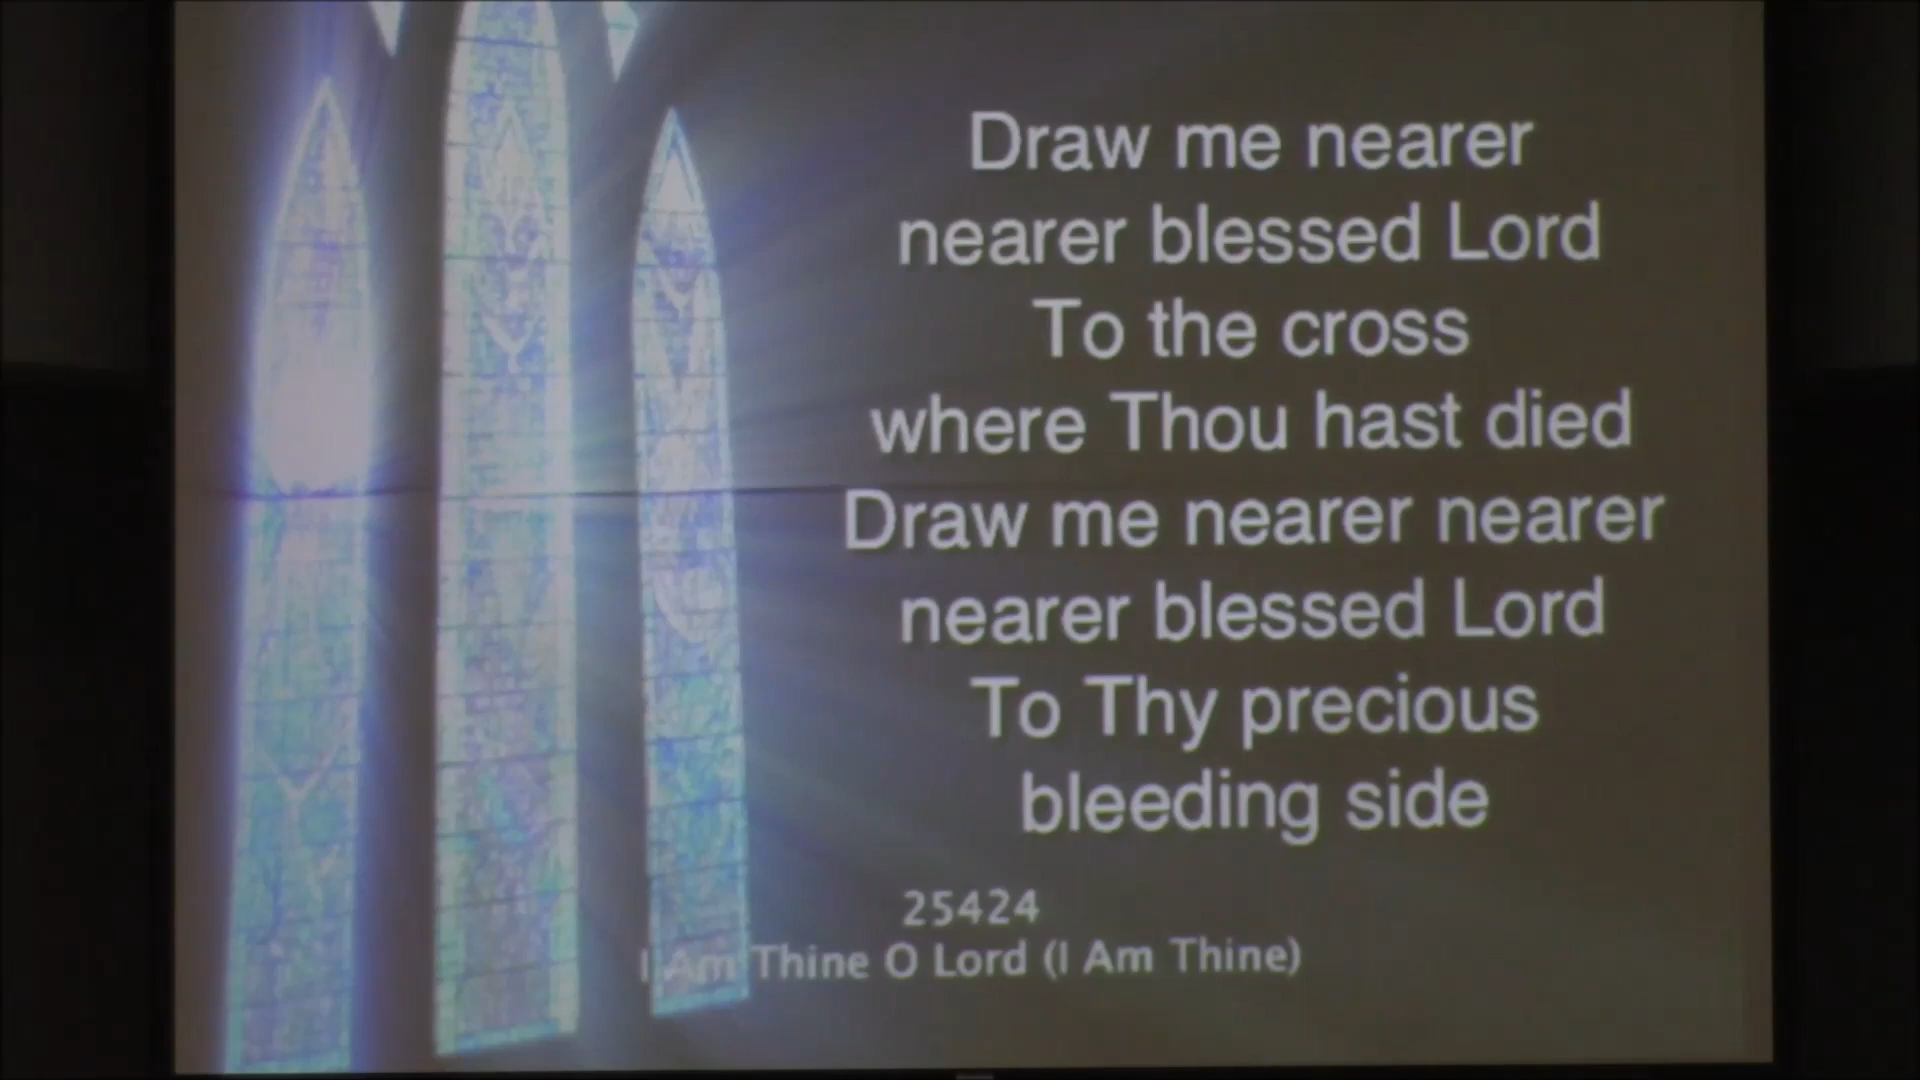 Draw me nearer
nearer blessed Lord
To the cross
where Thou hast died
Draw me nearer nearer
nearer blessed Lord
To Thy precious
bleeding side
25424
I Am Thine O Lord (I Am Thine)